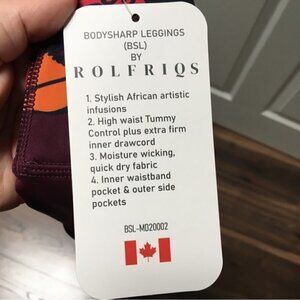 BODYSHARP LEGGINGS
(BSL)
BY
ROLFRIQS
1. Stylish African artistic
infusions
2. High waist Tummy
Control plus extra firm
inner drawcord
3. Moisture wicking,
quick dry fabric
4. Inner waistband
pocket & outer side
pockets
BSL-MD20002